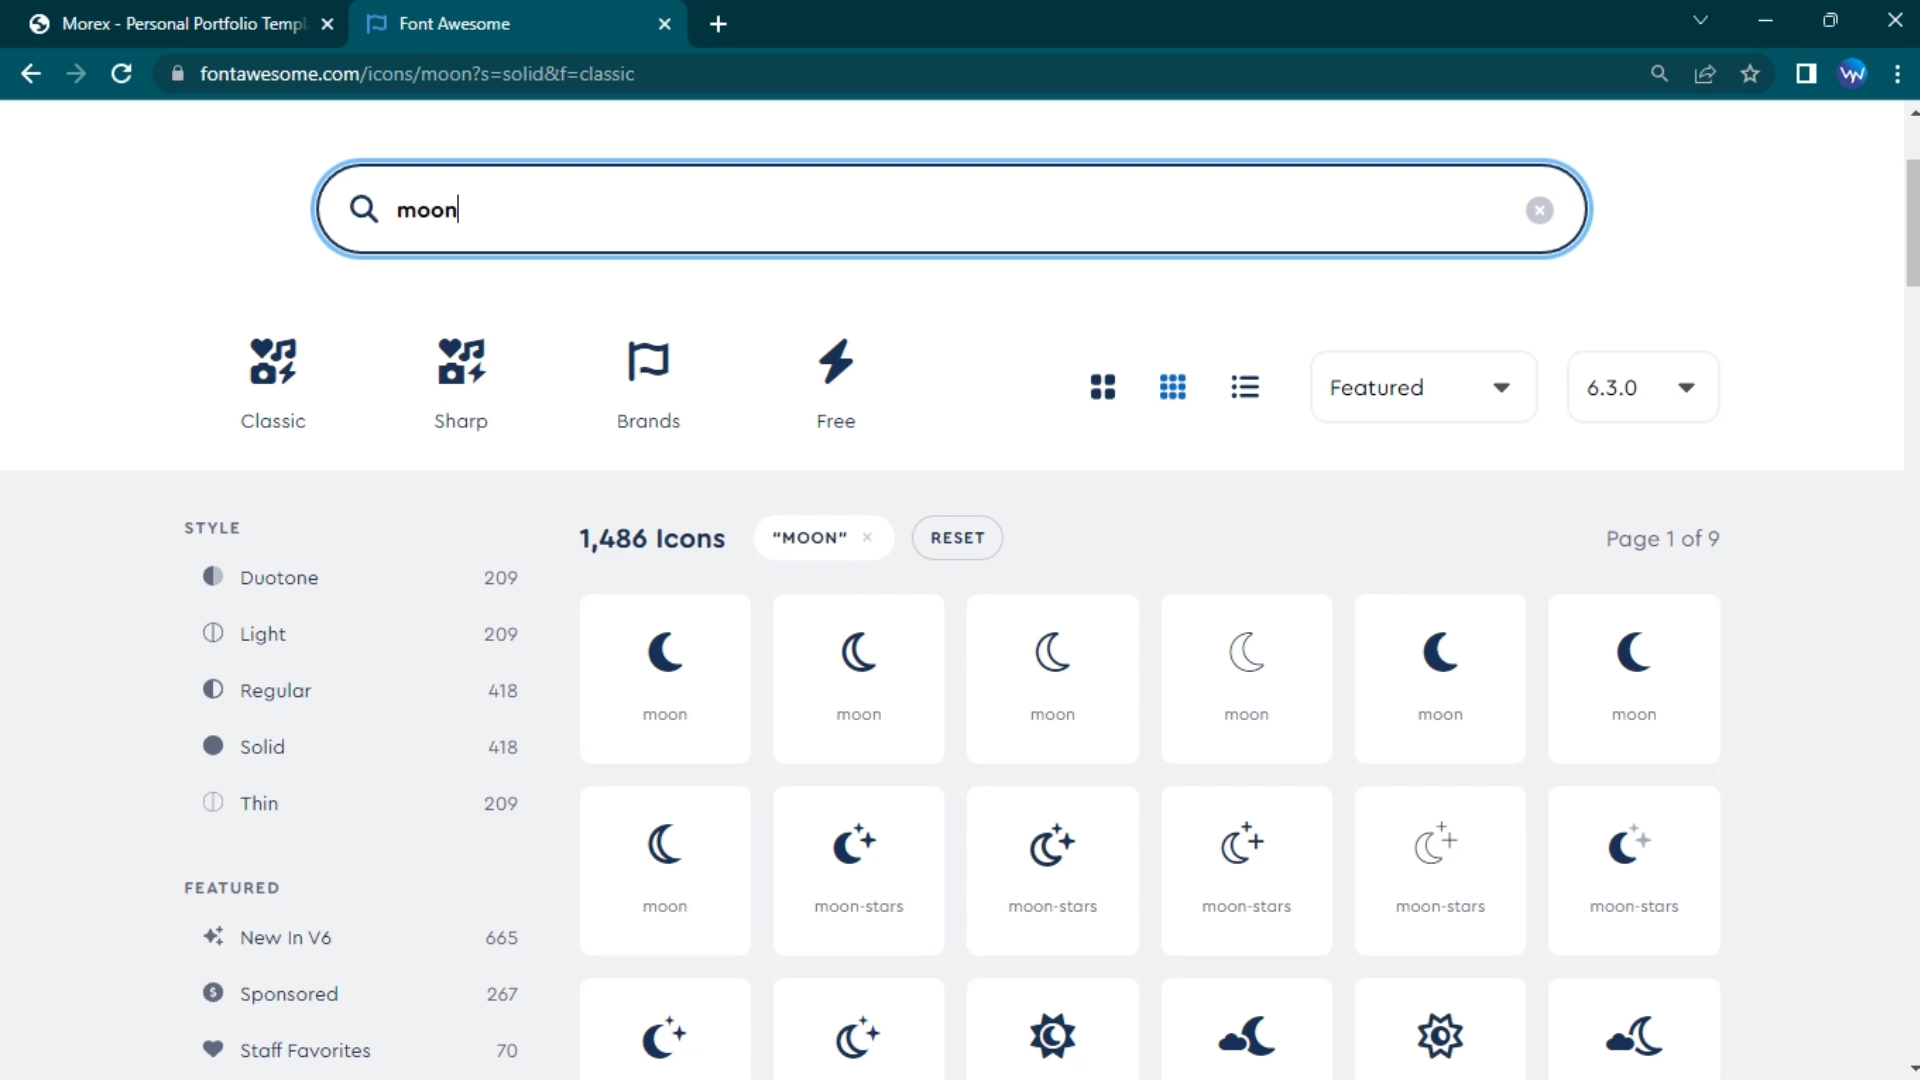 Morex - Personal Portfolio Templ
Font Awesome
fontawesome.com/icons/moon?s=solid&f=classic
moon
Classic
Sharp
Brands
Free
Featured
6.3.0
STYLE
Duotone 209
Light 209
Regular 418
Solid 418
Thin 209
FEATURED
New In V6 665
Sponsored 267
Staff Favorites 70
1,486 Icons
"MOON" ×
RESET
Page 1 of 9
moon moon moon moon moon moon
moon moon-stars moon-stars moon-stars moon-stars moon-stars